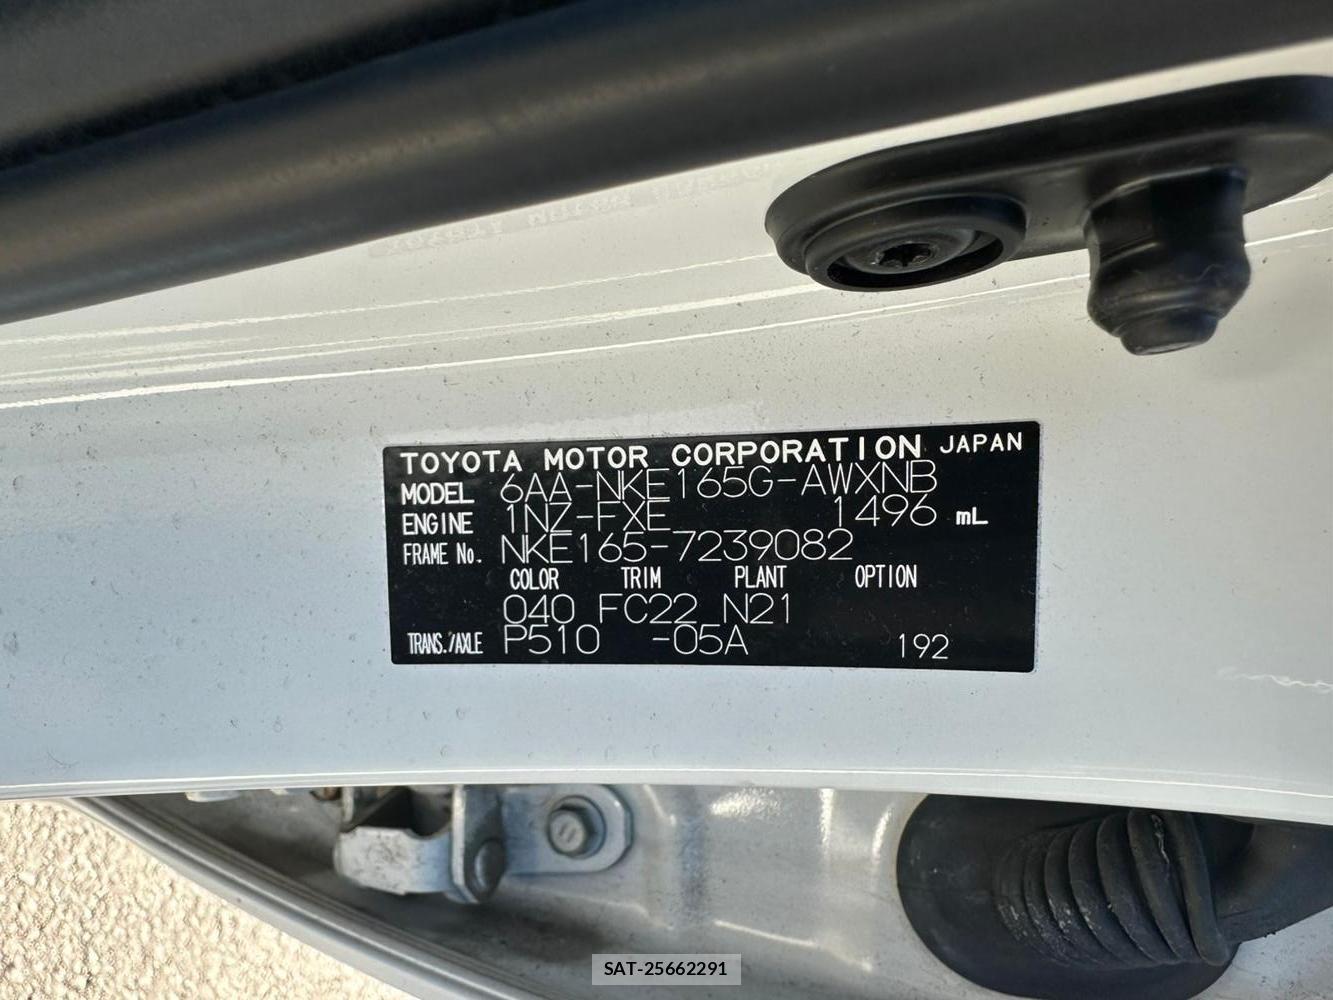 TOYOTA MOTOR CORPORATION JAPAN
MODEL 6AA-NKE165G-AWXNB
ENGINE 1NZ-FXE 1496 mL
FRAME No. NKE165-7239082
COLOR TRIM PLANT OPTION
040 FC22 N21
TRANS./AXLE P510 -05A 192
SAT-25662291